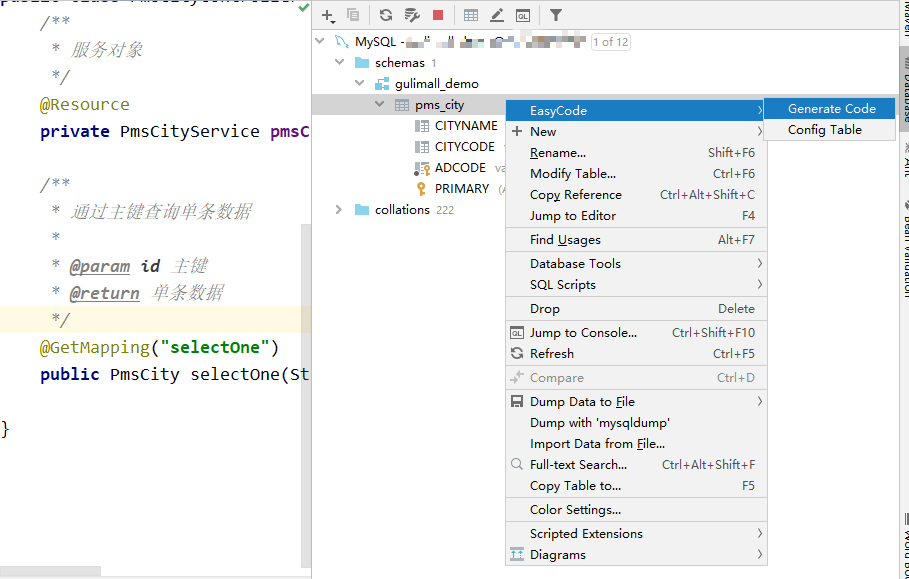 /**
* 服务对象
*/
@Resource
private PmsCityService pmsC
/**
* 通过主键查询单条数据
*
* @param id 主键
* @return 单条数据
*/
@GetMapping("selectOne")
public PmsCity selectOne(St
}
MySQL - 1 of 12
schemas 1
gulimall_demo
pms_city
CITYNAME
CITYCODE
ADCODE va
PRIMARY (A
collations 222
EasyCode
New
Rename... Shift+F6
Modify Table... Ctrl+F6
Copy Reference Ctrl+Alt+Shift+C
Jump to Editor F4
Find Usages Alt+F7
Database Tools
SQL Scripts
Drop Delete
QL Jump to Console... Ctrl+Shift+F10
Refresh Ctrl+F5
Compare Ctrl+D
Dump Data to File
Dump with 'mysqldump'
Import Data from File...
Full-text Search... Ctrl+Alt+Shift+F
Copy Table to... F5
Color Settings...
Scripted Extensions
Diagrams
Generate Code
Config Table
Maven
Database
Ant
Bean Validation